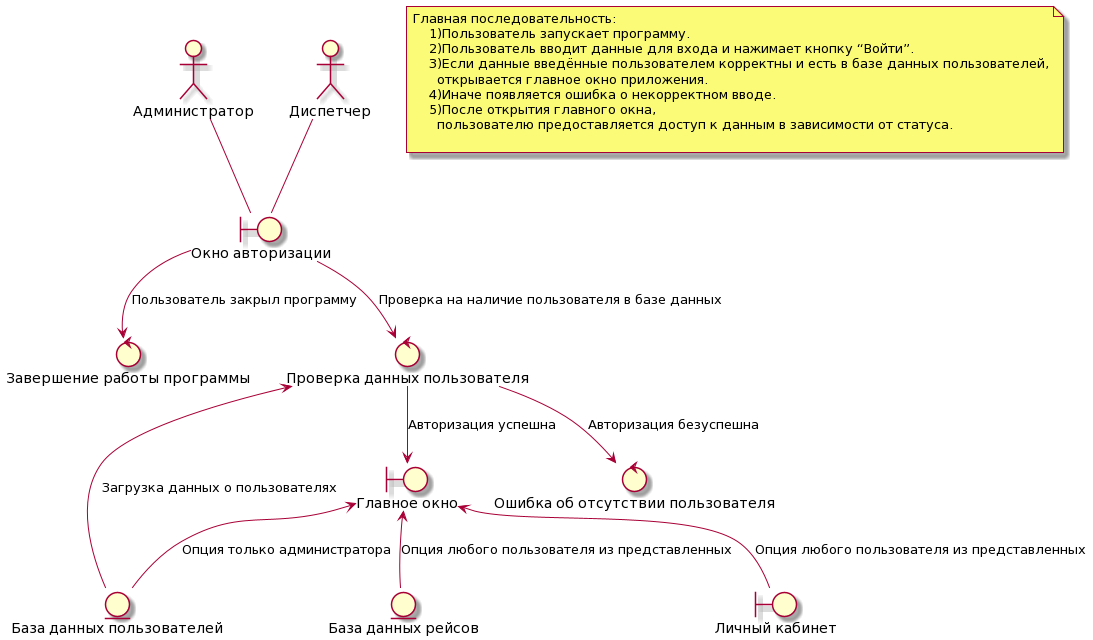 Главная последовательность:
1)Пользователь запускает программу.
2)Пользователь вводит данные для входа и нажимает кнопку “Войти”.
3)Если данные введённые пользователем корректны и есть в базе данных пользователей,
открывается главное окно приложения.
4)Иначе появляется ошибка о некорректном вводе.
5)После открытия главного окна,
пользователю предоставляется доступ к данным в зависимости от статуса.
Администратор
Диспетчер
Окно авторизации
Пользователь закрыл программу
Проверка на наличие пользователя в базе данных
Завершение работы программы
Проверка данных пользователя
Авторизация успешна
Авторизация безуспешна
Загрузка данных о пользователях
Главное окно
Ошибка об отсутствии пользователя
Опция только администратора
Опция любого пользователя из представленных
Опция любого пользователя из представленных
База данных пользователей
База данных рейсов
Личный кабинет